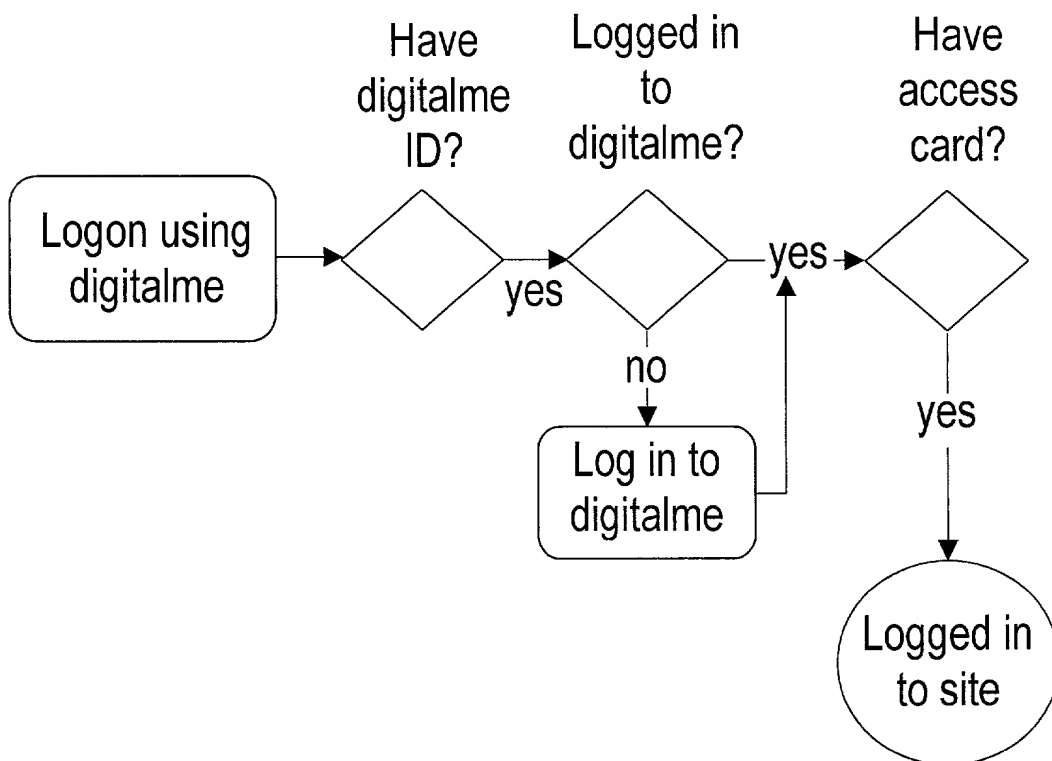 Have
digitalme
ID?
Logged in
to
digitalme?
Have
access
card?
Logon using
digitalme
yes
yes
no
yes
Log in to
digitalme
Logged in
to site